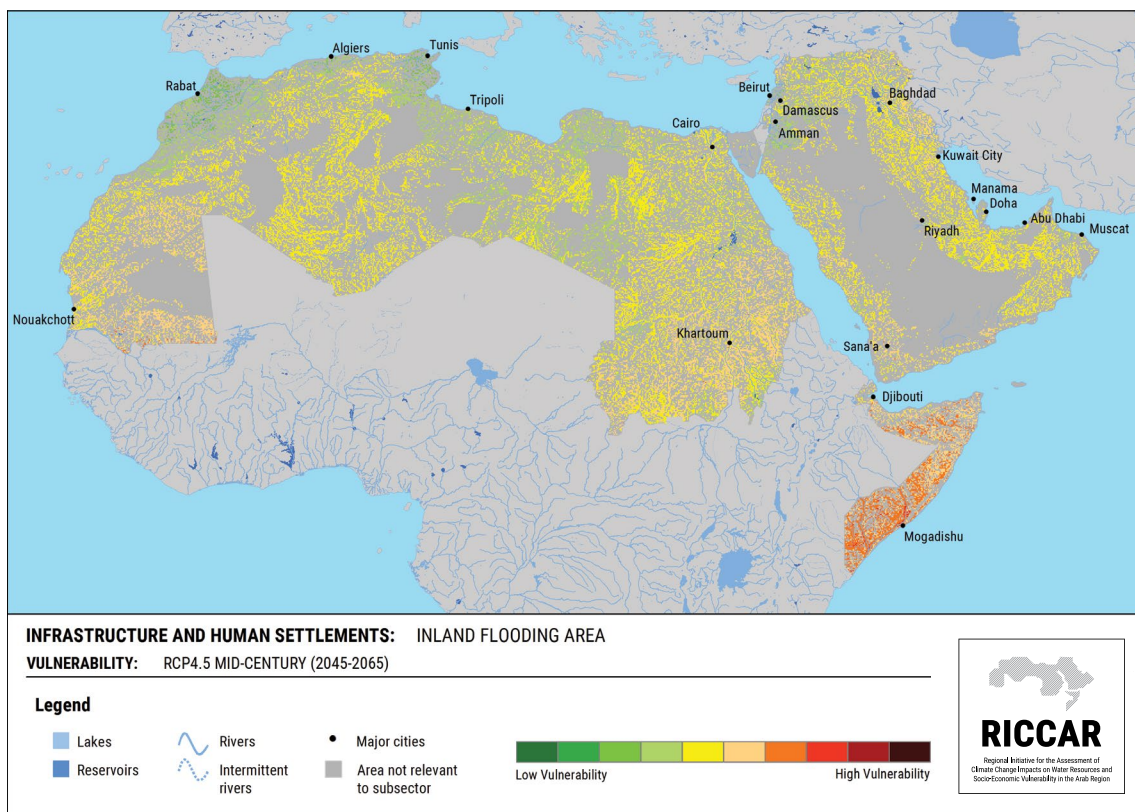 Algiers
Tunis
Rabat
Tripoli
Beirut
Baghdad
Damascus
Cairo
Amman
Kuwait City
Manama
Doha
Abu Dhabi
Riyadh
Muscat
Nouakchott
Khartoum
Sana'a
Djibouti
Mogadishu
INFRASTRUCTURE AND HUMAN SETTLEMENTS: INLAND FLOODING AREA
VULNERABILITY: RCP4.5 MID-CENTURY (2045-2065)
Legend
Lakes
Reservoirs
Rivers
Intermittent
rivers
Major cities
Area not relevant
to subsector
Low Vulnerability
High Vulnerability
RICCAR
Regional Initiative for the Assessment of
Climate Change Impacts on Water Resources and
Socio-Economic Vulnerability in the Arab Region